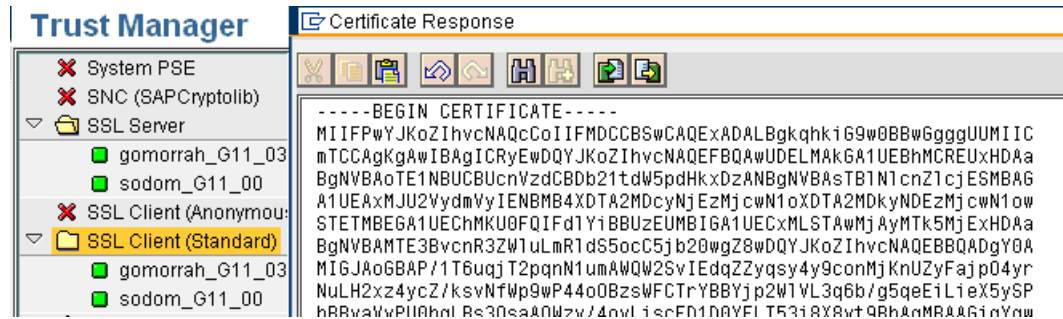 Trust Manager
System PSE
SNC (SAPCryptolib)
SSL Server
gomorrah_G11_03
sodom_G11_00
SSL Client (Anonymou
SSL Client (Standard)
gomorrah_G11_03
sodom_G11_00
Certificate Response
-----BEGIN CERTIFICATE-----
MIIFPwYJKoZIhvcNAQcCoIIFMDCCBSwCAQExADALBgkqhkiG9w0BBwGgggUUMIIC
mTCCAgKgAwIBAgICRyEwDQYJKoZIhvcNAQEFBQAwUDELMAkGA1UEBhMCREUxHDAa
BgNVBAoTE1NBUCBUcnVzdCBDb21tdW5pdHkxDzANBgNVBAsTBlNlcnZlcjESMBAG
A1UEAxMJU2VydmVyIENBMB4XDTA2MDcyNjEzMjcwN1oXDTA2MDkyNDEzMjcwN1ow
STETMBEGA1UEChMKU0FQIFdlYiBBUzEUMBIGA1UECxMLSTAwMjAyMTk5MjExHDAa
BgNVBAMTE3BvcnR3ZWluLmRldS5ocC5jb20wgZ8wDQYJKoZIhvcNAQEBBQADgY0A
MIGJAoGBAP/1T6uqjT2pqnN1umAWQW2SvIEdqZZyqsy4y9conMjKnUZyFajpO4yr
NuLH2xz4ycZ/ksvNfWp9wP44oOBzsWFCTrYBBYjp2WlVL3q6b/g5qeEiLieX5ySP